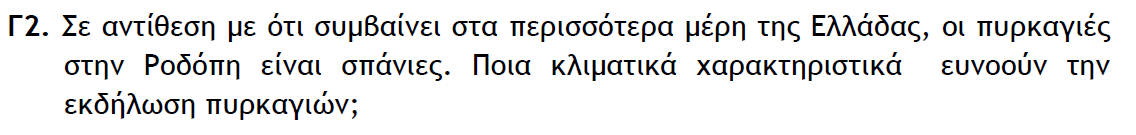 Γ2. Σε αντίθεση με ότι συμβαίνει στα περισσότερα μέρη της Ελλάδας, οι πυρκαγιές
στην Ροδόπη είναι σπάνιες. Ποια κλιματικά χαρακτηριστικά  ευνοούν την
εκδήλωση πυρκαγιών;